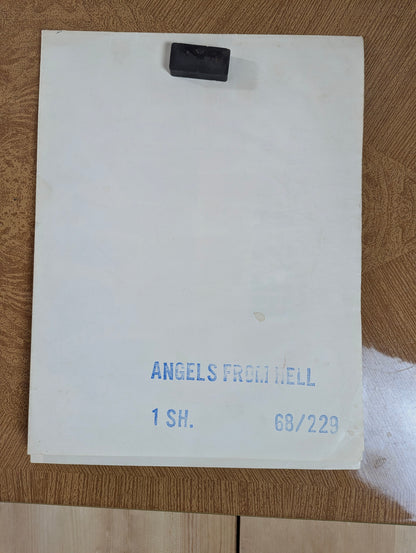 ANGELS FROM HELL
1 SH. 68/229